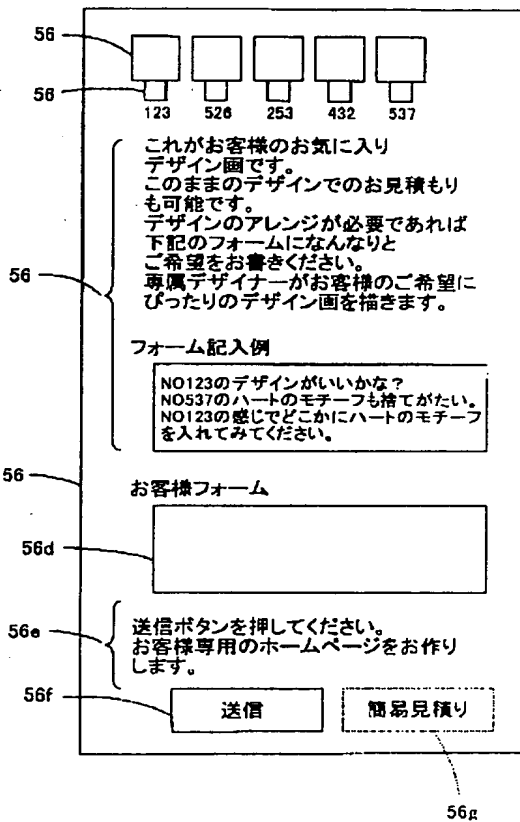 56
56
123 526 253 432 537
これがお客様のお気に入り
デザイン画です。
このままのデザインでのお見積もり
も可能です。
デザインのアレンジが必要であれば
下記のフォームになんなりと
ご希望をお書きください。
専属デザイナーがお客様のご希望に
ぴったりのデザイン画を描きます。
56
フォーム記入例
NO123のデザインがいいかな?
NO537のハートのモチーフも捨てがたい。
NO123の感じでどこかにハートのモチーフ
を入れてみてください。
56
お客様フォーム
56d
56e
送信ボタンを押してください。
お客様専用のホームページをお作り
します。
56f
送信 簡易見積り
56g